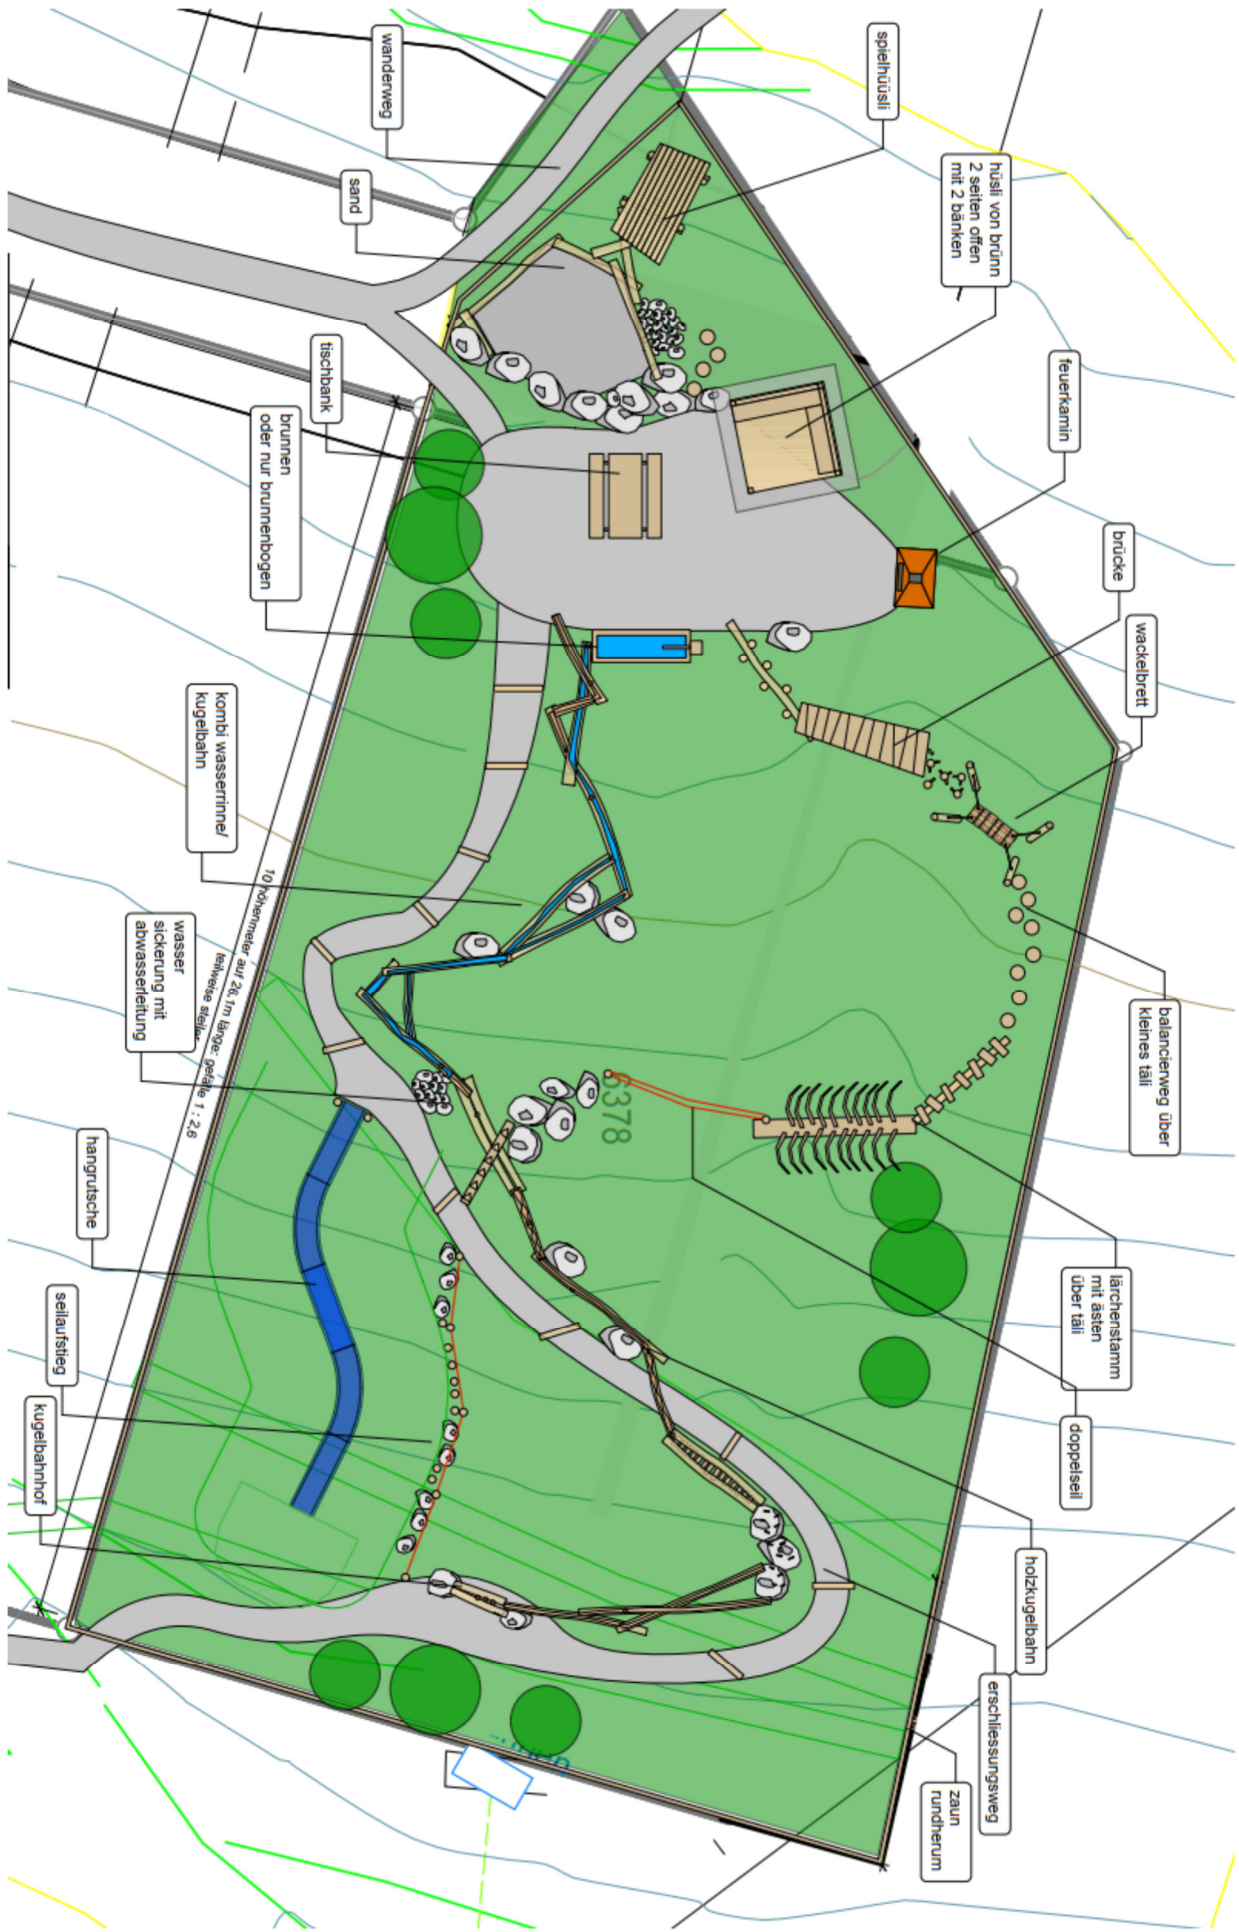 spielhüüsli
hüsli von brünn
2 seiten offen
mit 2 bänken
feuerkamin
brücke
wackelbrett
balancierweg über
kleines täli
lärchenstamm
mit ästen
über täli
doppelseil
holzkugelbahn
erschliessungsweg
zaun
rundherum
6378
wanderweg
sand
tischbank
brunnen
oder nur brunnenbogen
kombi wasserrinne/
kugelbahn
wasser
sickerung mit
abwasserleitung
10 höhenmeter auf 26.1m länge: gefälle 1 : 2,6
teilweise steiler
hangrutsche
seilaufstieg
kugelbahnhof